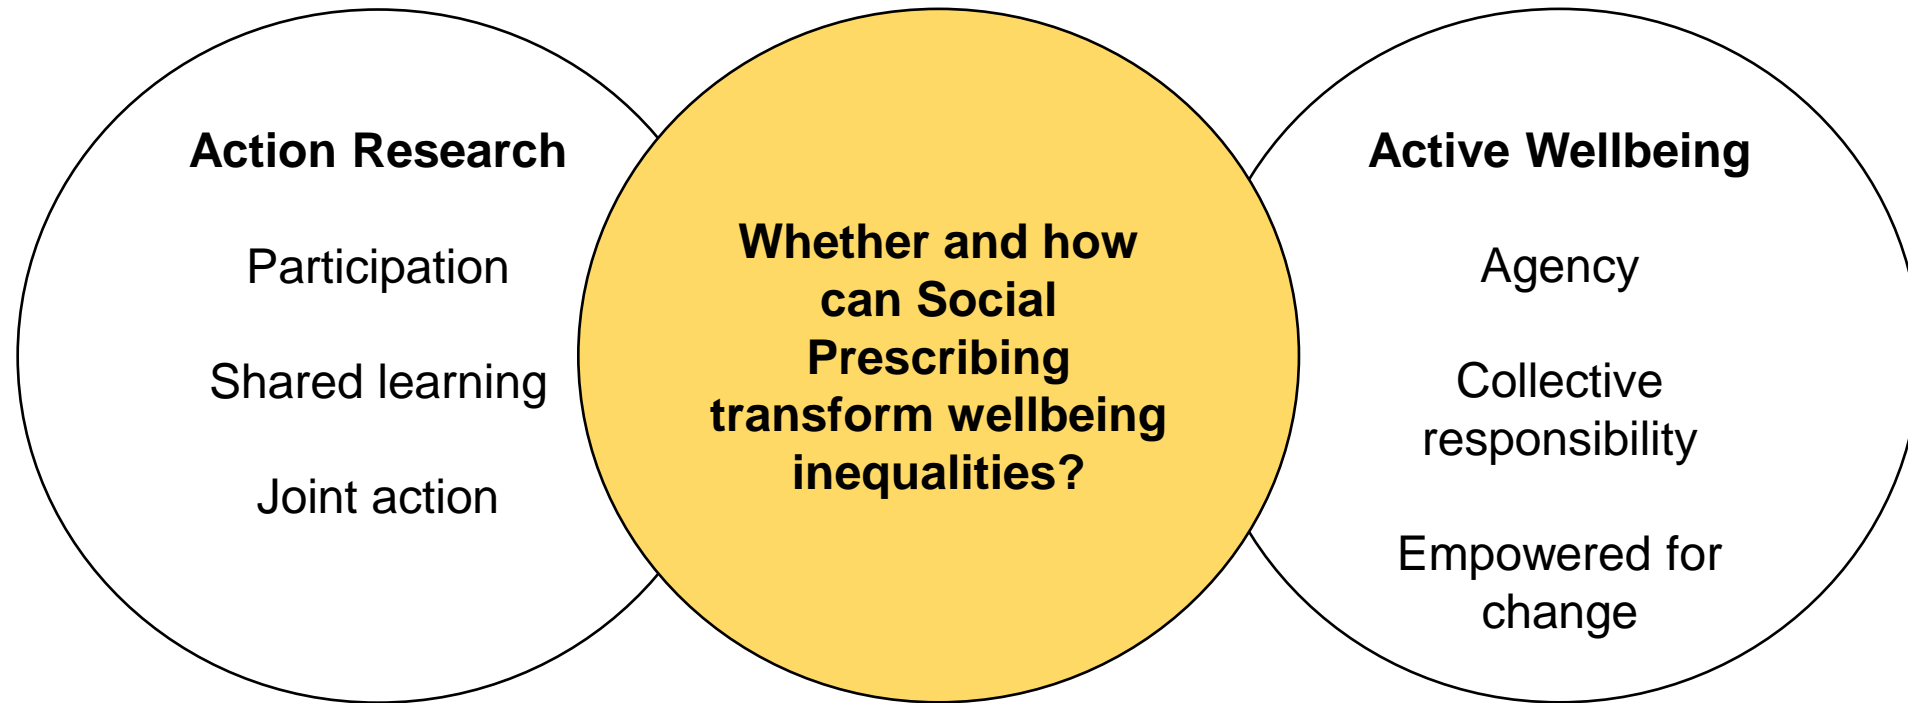 Action Research
Participation
Shared learning
Joint action
Whether and how
can Social
Prescribing
transform wellbeing
inequalities?
Active Wellbeing
Agency
Collective
responsibility
Empowered for
change